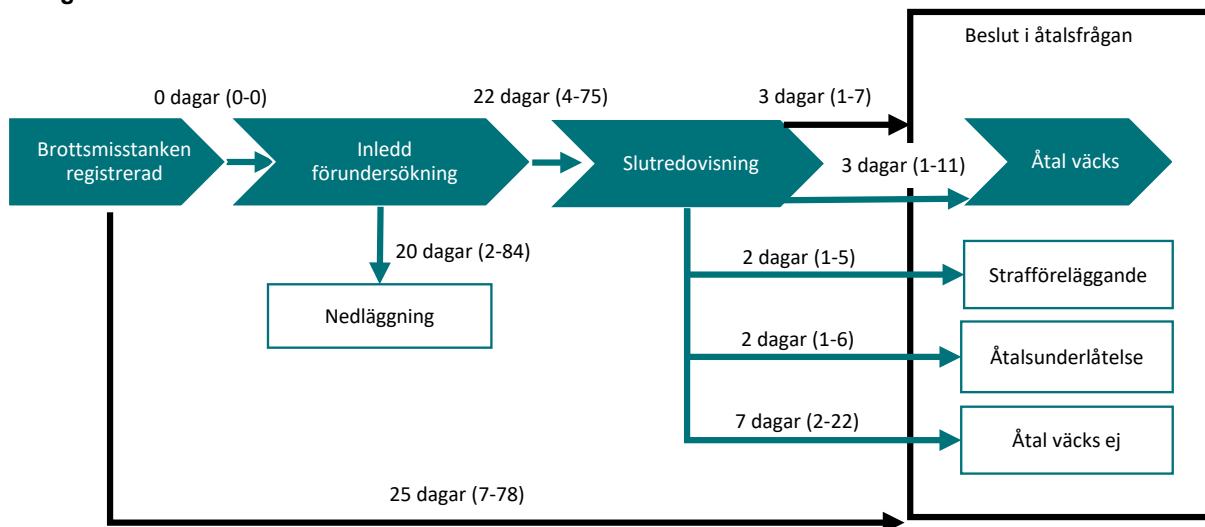 Beslut i åtalsfrågan
0 dagar (0-0)
22 dagar (4-75)
3 dagar (1-7)
Brottsmisstanken
registrerad
Inledd
förundersökning
Slutredovisning
3 dagar (1-11)
Åtal väcks
20 dagar (2-84)
Nedläggning
2 dagar (1-5)
Strafföreläggande
2 dagar (1-6)
Åtalsunderlåtelse
7 dagar (2-22)
Åtal väcks ej
25 dagar (7-78)